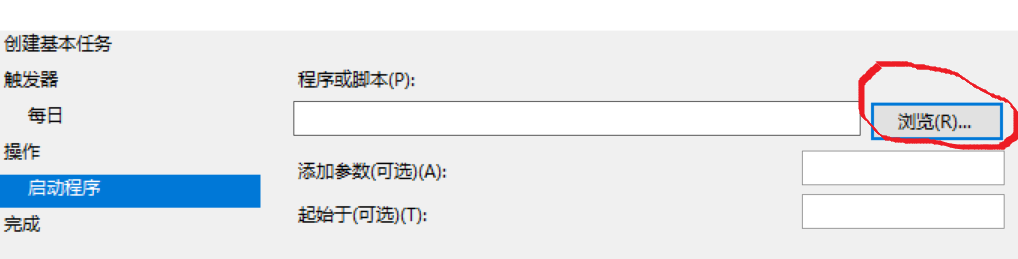 创建基本任务
触发器
程序或脚本(P):
每日
浏览(R)...
操作
添加参数(可选)(A):
启动程序
起始于(可选)(T):
完成